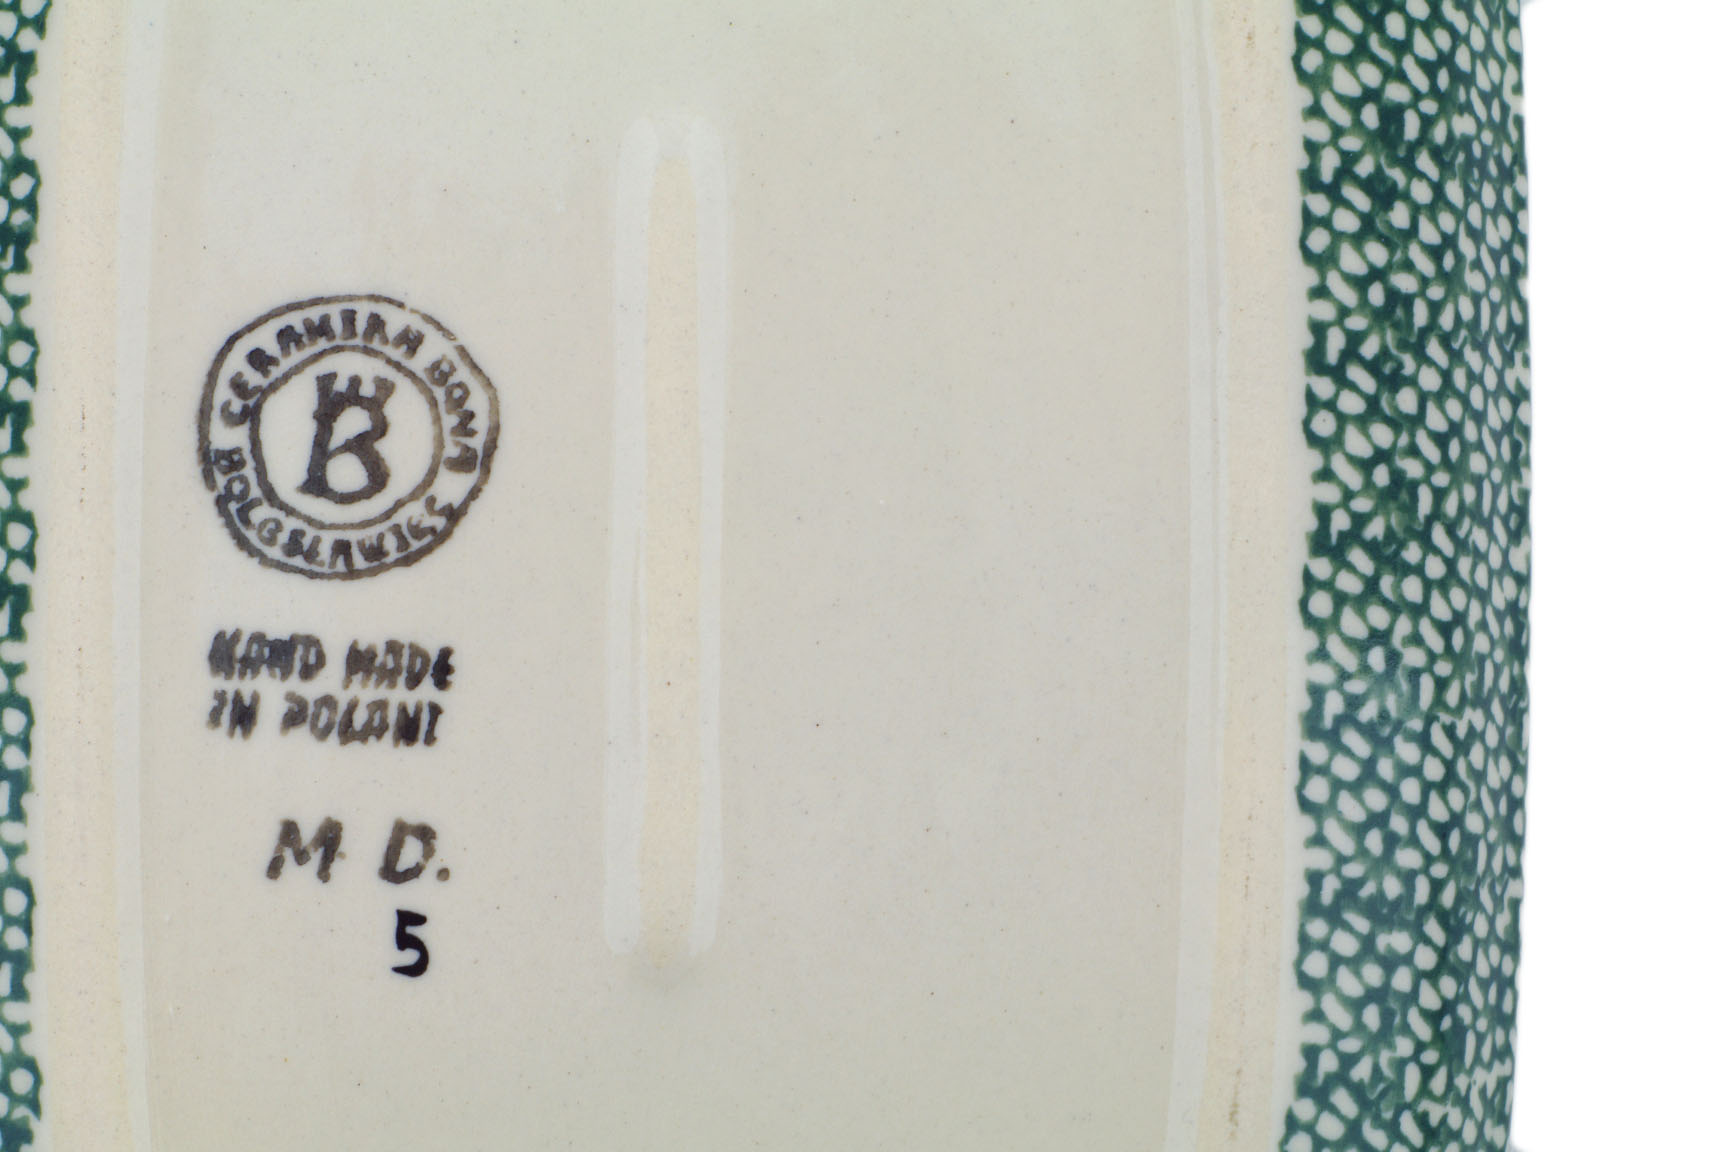 CERAMIKA BONA
BOLESLAWIEC
B
HAND MADE
IN POLAND
M D.
5